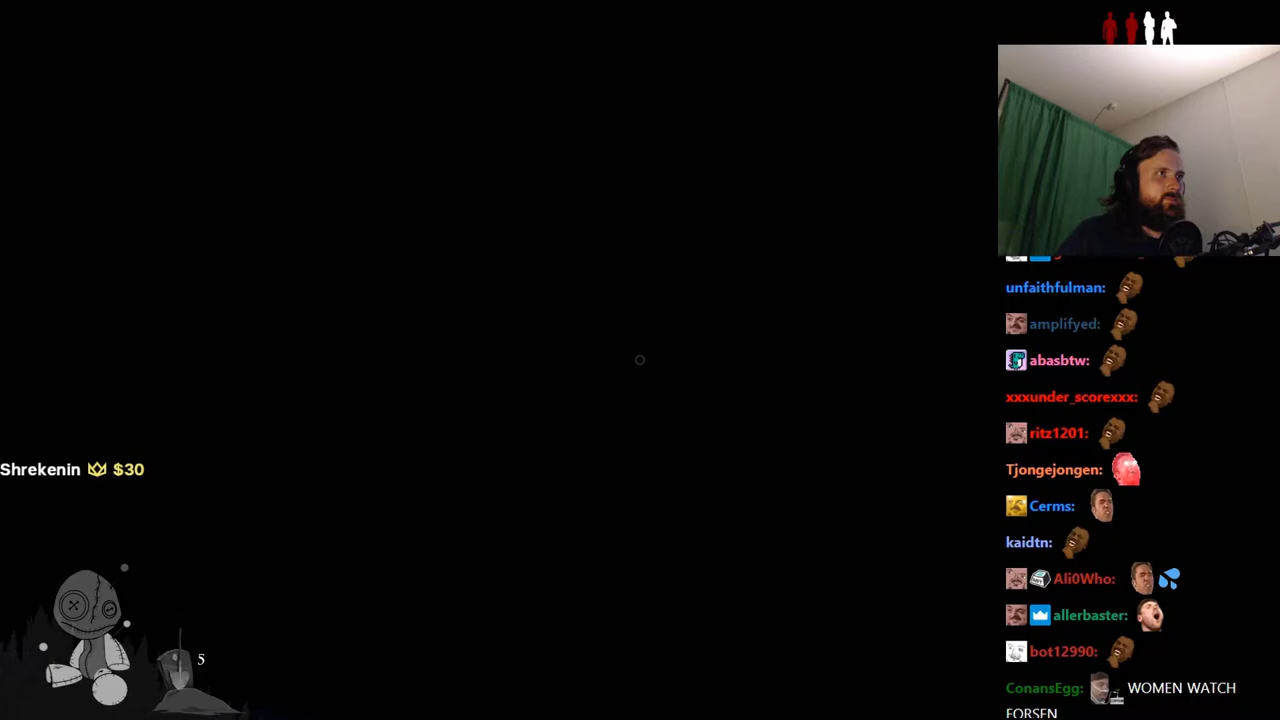 unfaithfulman:
amplifyed:
abasbtw:
xxxunder_scorexxx:
ritz1201:
Shrekenin $30
Tjongejongen:
Cerms:
kaidtn:
Ali0Who:
allerbaster:
bot12990:
5
ConansEgg: WOMEN WATCH
FORSEN